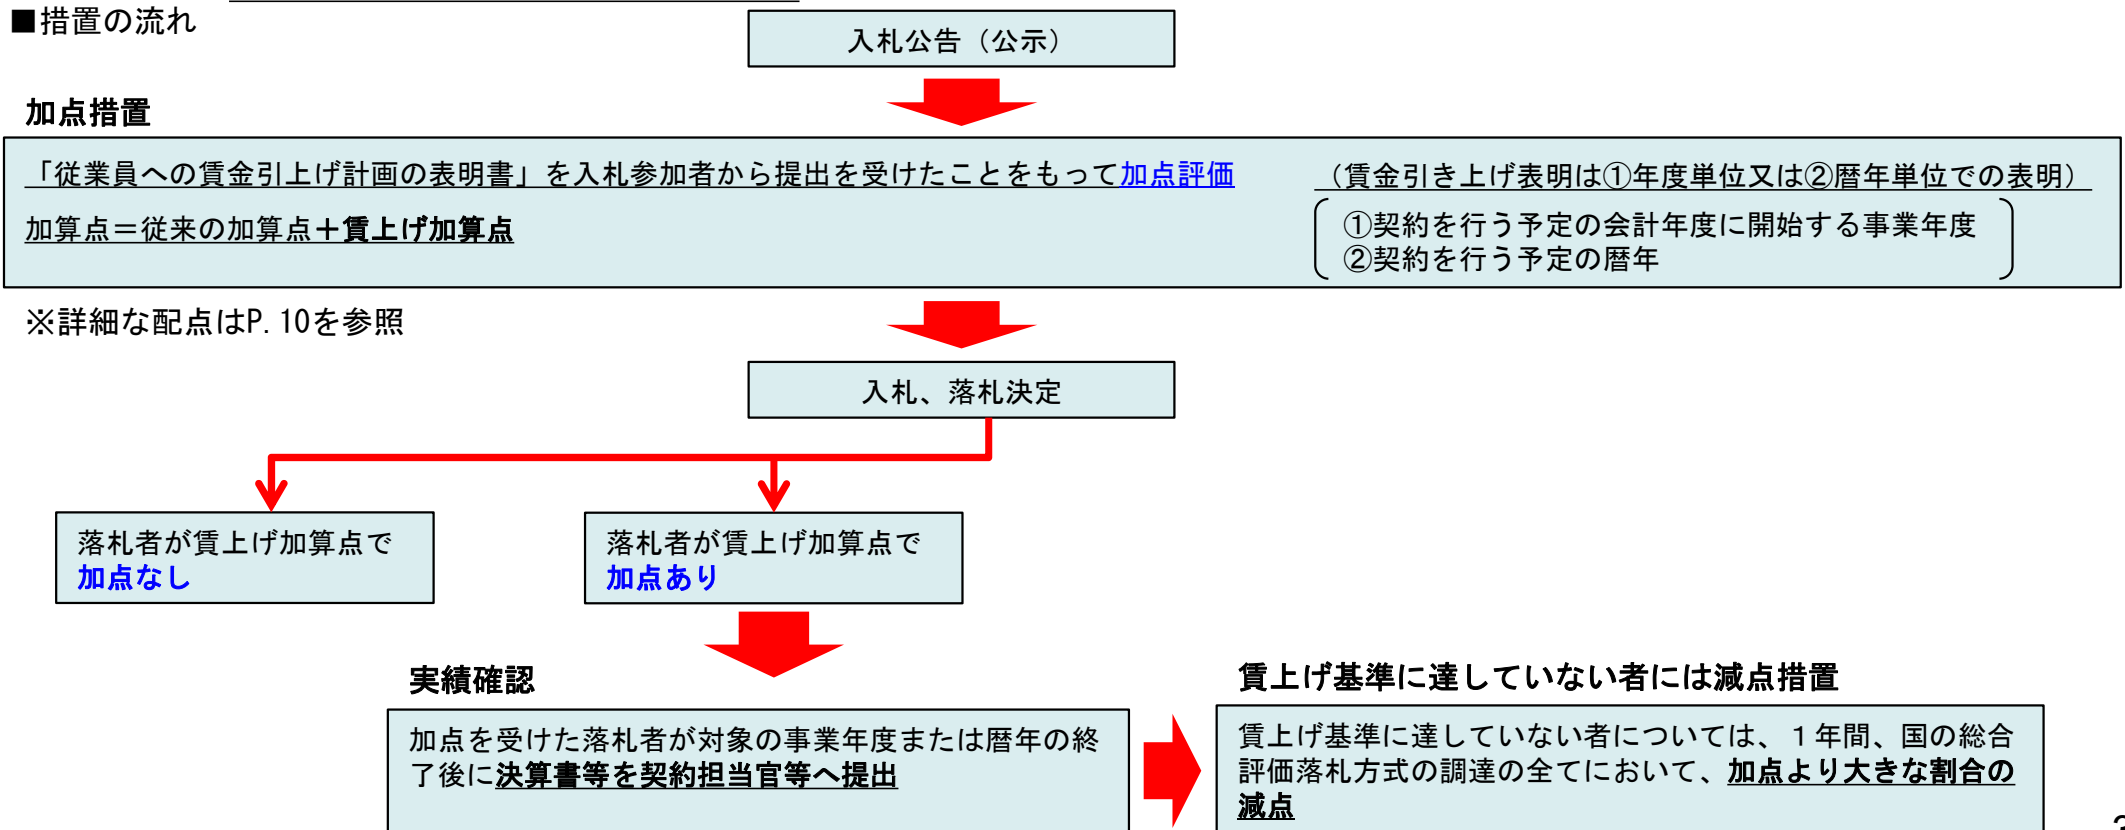 ■措置の流れ
入札公告（公示）
加点措置
「従業員への賃金引上げ計画の表明書」を入札参加者から提出を受けたことをもって加点評価
（賃金引き上げ表明は①年度単位又は②暦年単位での表明）
加算点＝従来の加算点＋賃上げ加算点
①契約を行う予定の会計年度に開始する事業年度
②契約を行う予定の暦年
※詳細な配点はP.10を参照
入札、落札決定
落札者が賃上げ加算点で
加点なし
落札者が賃上げ加算点で
加点あり
実績確認
加点を受けた落札者が対象の事業年度または暦年の終
了後に決算書等を契約担当官等へ提出
賃上げ基準に達していない者には減点措置
賃上げ基準に達していない者については、１年間、国の総合
評価落札方式の調達の全てにおいて、加点より大きな割合の
減点